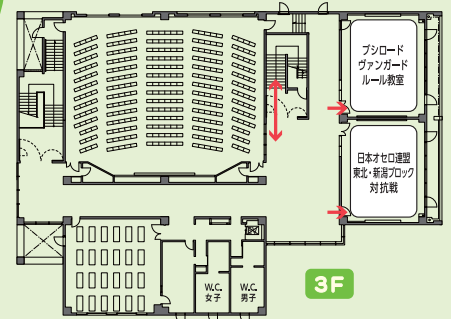 ブシロード
ヴァンガード
ルール教室
日本オセロ連盟
東北・新潟ブロック
対抗戦
W.C.
女子
W.C.
男子
3F